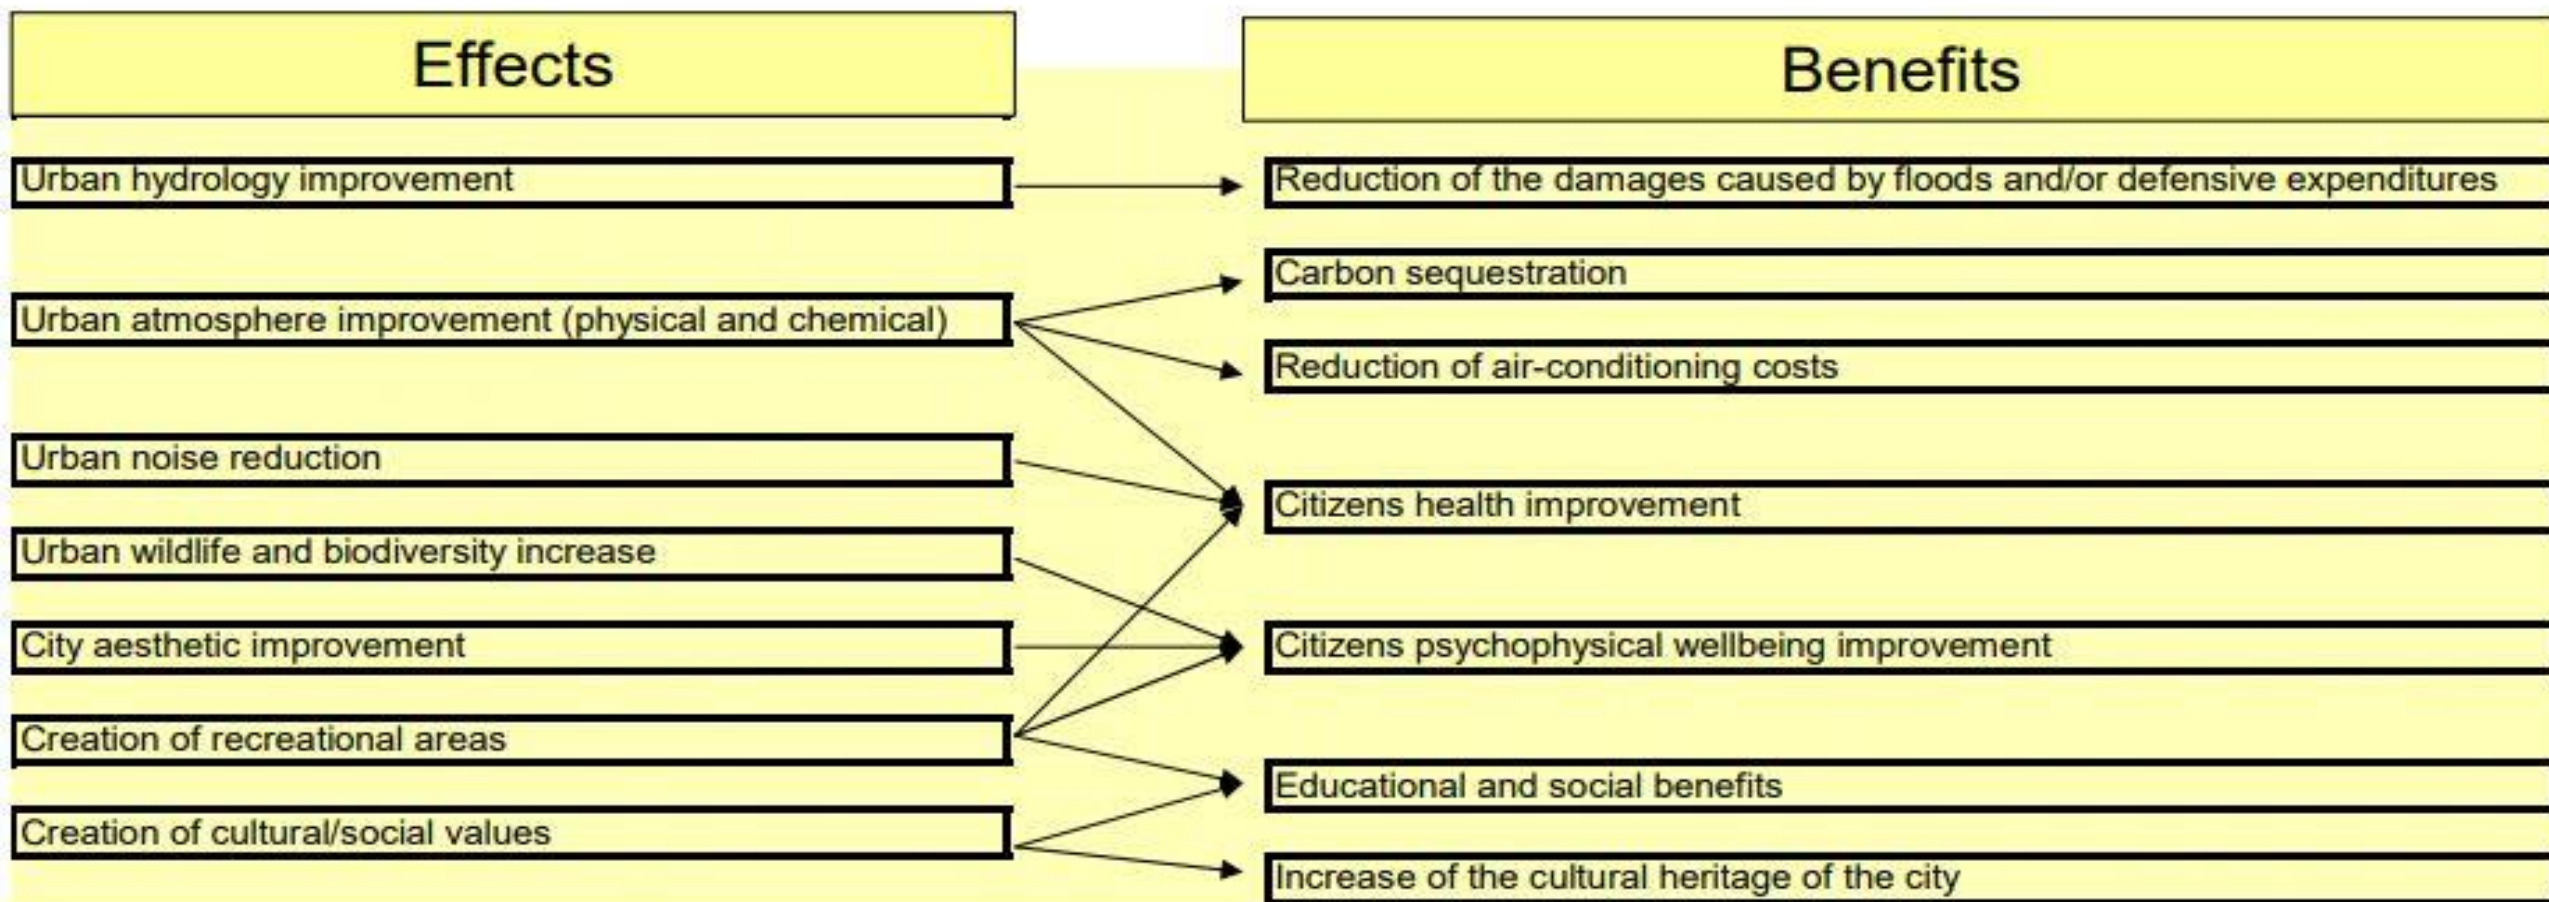 Effects
Benefits
Urban hydrology improvement
Reduction of the damages caused by floods and/or defensive expenditures
Carbon sequestration
Urban atmosphere improvement (physical and chemical)
Reduction of air-conditioning costs
Urban noise reduction
Citizens health improvement
Urban wildlife and biodiversity increase
City aesthetic improvement
Citizens psychophysical wellbeing improvement
Creation of recreational areas
Educational and social benefits
Creation of cultural/social values
Increase of the cultural heritage of the city